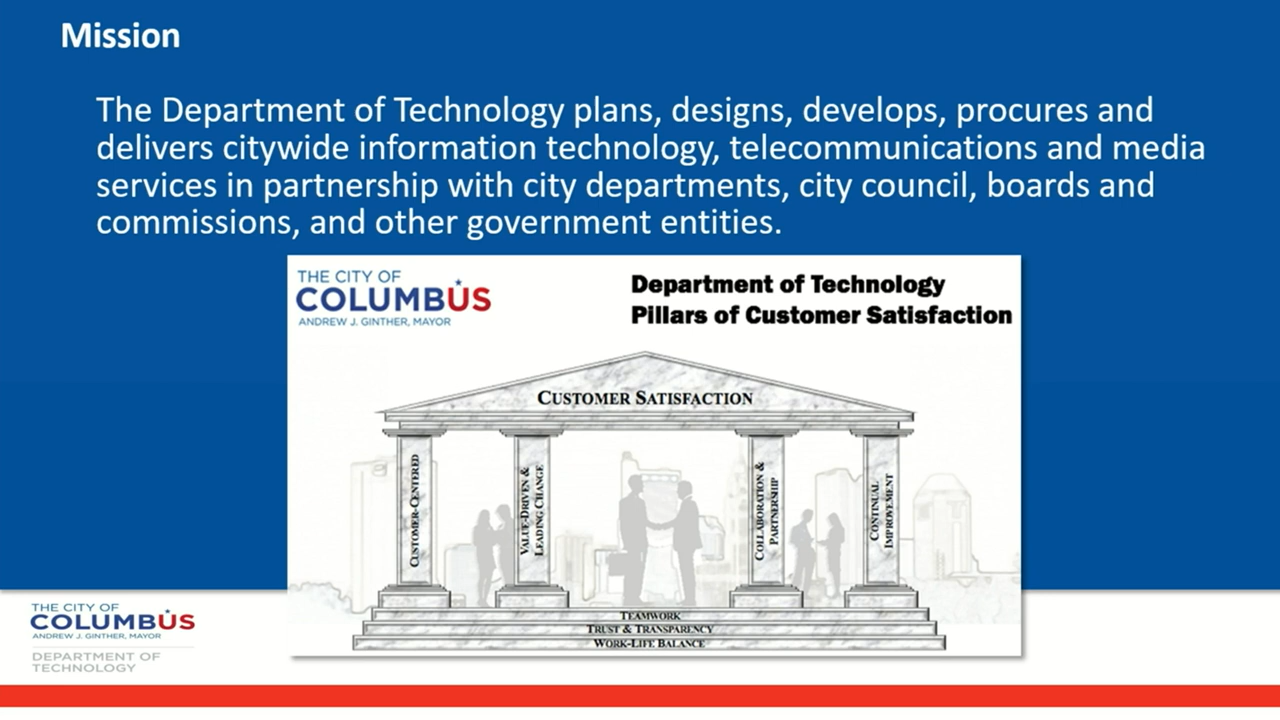 Mission
The Department of Technology plans, designs, develops, procures and
delivers citywide information technology, telecommunications and media
services in partnership with city departments, city council, boards and
commissions, and other government entities.
THE CITY OF
COLUMBUS
ANDREW J. GINTHER, MAYOR
Department of Technology
Pillars of Customer Satisfaction
CUSTOMER SATISFACTION
CUSTOMER-CENTERED
VALUE-DRIVEN &
LEADING CHANGE
COLLABORATION &
PARTNERSHIP
CONTINUAL
IMPROVEMENT
TEAMWORK
TRUST & TRANSPARENCY
WORK-LIFE BALANCE
THE CITY OF
COLUMBUS
ANDREW J. GINTHER, MAYOR
DEPARTMENT OF
TECHNOLOGY